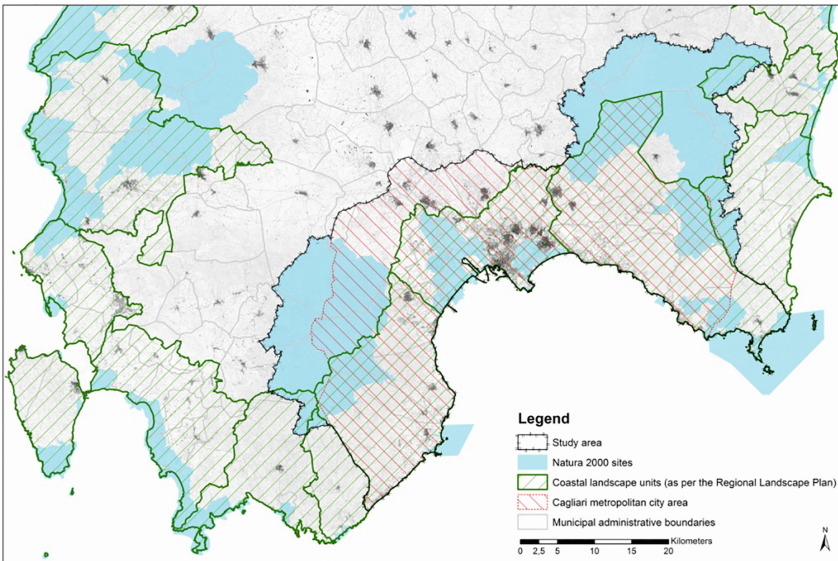 Legend
Study area
Natura 2000 sites
Coastal landscape units (as per the Regional Landscape Plan)
Cagliari metropolitan city area
Municipal administrative boundaries
Kilometers
0 2,5 5 10 15 20
N